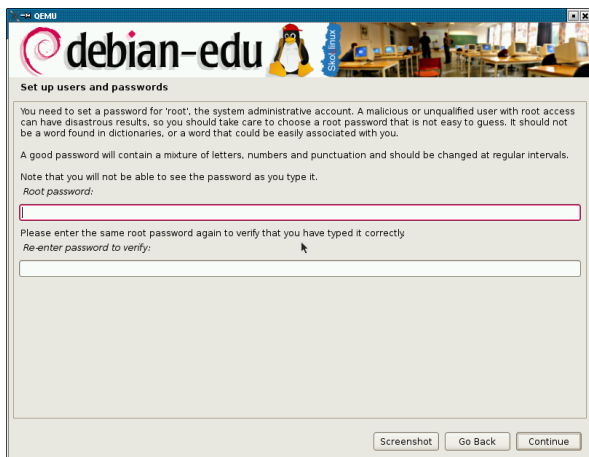 QEMU
debian-edu
Skolelinux
Set up users and passwords
You need to set a password for 'root', the system administrative account. A malicious or unqualified user with root access
can have disastrous results, so you should take care to choose a root password that is not easy to guess. It should not
be a word found in dictionaries, or a word that could be easily associated with you.
A good password will contain a mixture of letters, numbers and punctuation and should be changed at regular intervals.
Note that you will not be able to see the password as you type it.
Root password:
Please enter the same root password again to verify that you have typed it correctly.
Re-enter password to verify:
Screenshot
Go Back
Continue